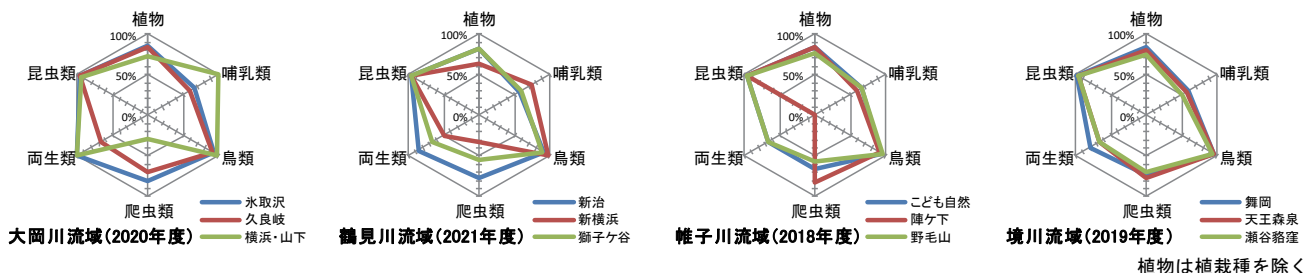 植物
100%
昆虫類
哺乳類
50%
0%
両生類
鳥類
爬虫類
氷取沢
久良岐
横浜・山下
大岡川流域(2020年度)
植物
100%
昆虫類
哺乳類
50%
0%
両生類
鳥類
爬虫類
新治
新横浜
獅子ケ谷
鶴見川流域(2021年度)
植物
100%
昆虫類
哺乳類
50%
0%
両生類
鳥類
爬虫類
こども自然
陣ケ下
野毛山
帷子川流域(2018年度)
植物
100%
昆虫類
哺乳類
50%
0%
両生類
鳥類
爬虫類
舞岡
天王森泉
瀬谷貉窪
境川流域(2019年度)
植物は植栽種を除く